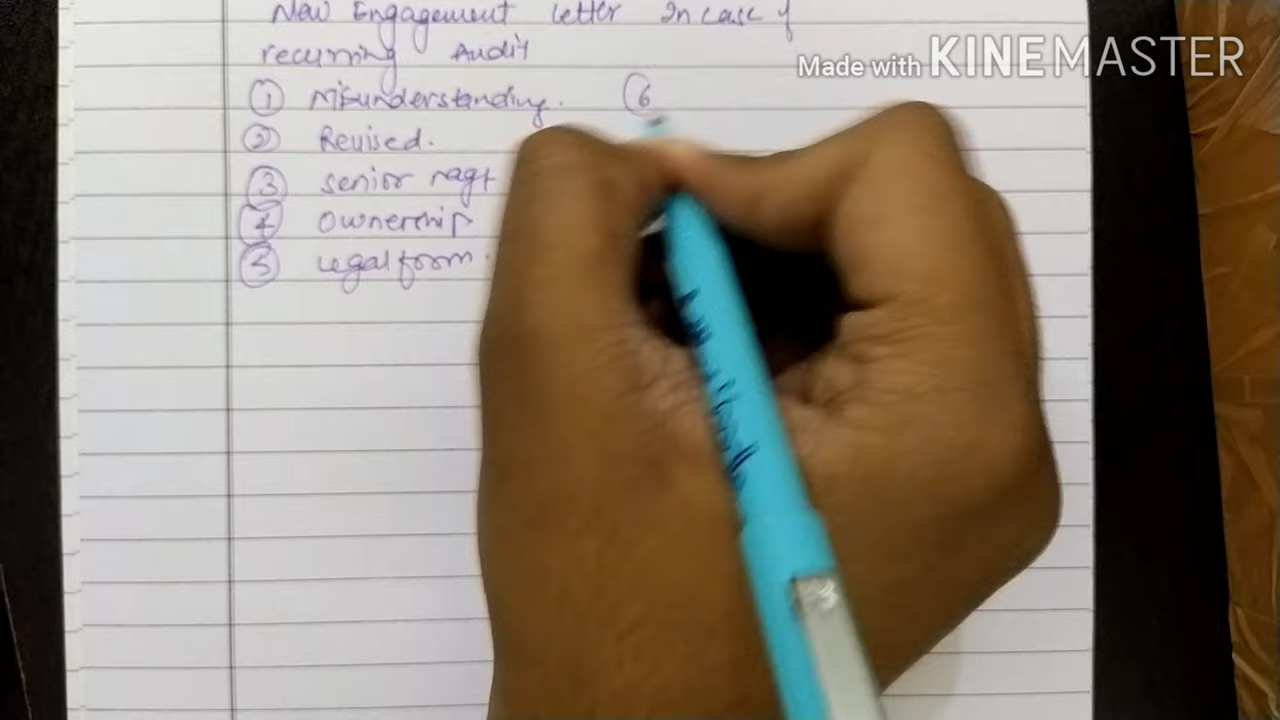 New Engagement letter In case of
recurring Audit
① Misunderstanding.
② Revised.
③ senior magt
④ ownership
⑤ Legal form.
6
Made with KINEMASTER